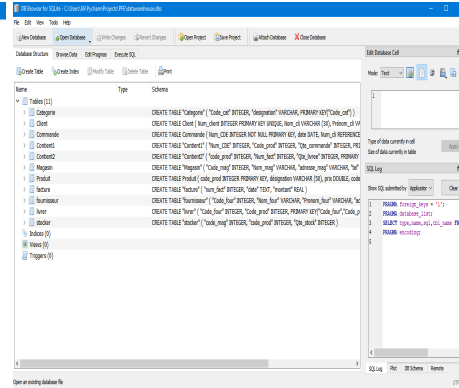 DB Browser for SQLite - C:\Users\W\PycharmProjects\PFE\datawarehouse.dbs
File Edit View Tools Help
New Database Open Database Write Changes Revert Changes Open Project Save Project Attach Database Close Database
Database Structure Browse Data Edit Pragmas Execute SQL
Create Table Create Index Modify Table Delete Table Print
Name Type Schema
Tables (11)
Categorie CREATE TABLE "Categorie" ( "Code_cat" INTEGER, "designation" VARCHAR, PRIMARY KEY("Code_cat") )
Client CREATE TABLE Client ( Num_client INTEGER PRIMARY KEY UNIQUE, Nom_cli VARCHAR (30), Prénom_cli VA
Commande CREATE TABLE Commande ( Num_CDE INTEGER NOT NULL PRIMARY KEY, date DATE, Num_cli REFERENCE
Contient1 CREATE TABLE "Contient1" ( "Num_CDE" INTEGER, "Code_prod" INTEGER, "Qte_commande" INTEGER, PRI
Contient2 CREATE TABLE "Contient2" ( "code_prod" INTEGER, "Num_fact" INTEGER, "Qte_livree" INTEGER, PRIMARY
Magasin CREATE TABLE "Magasin" ( "Code_mag" INTEGER, "Nom_mag" VARCHAR, "adresse_mag" VARCHAR, "tel"
Produit CREATE TABLE Produit ( code_prod INTEGER PRIMARY KEY, désignation VARCHAR (50), prix DOUBLE, code
facture CREATE TABLE "facture" ( "num_fact" INTEGER, "date" TEXT, "montant" REAL )
fournisseur CREATE TABLE "fournisseur" ( "Code_four" INTEGER, "Nom_four" VARCHAR, "Prenom_four" VARCHAR, "ad
livrer CREATE TABLE "livrer" ( "Code_four" INTEGER, "Code_prod" INTEGER, PRIMARY KEY("Code_four","Code_p
stocker CREATE TABLE "stocker" ( "code_mag" INTEGER, "code_prod" INTEGER, "Qte_stock" INTEGER )
Indices (0)
Views (0)
Triggers (0)
Edit Database Cell
Mode: Text
1
Type of data currently in cell
Size of data currently in table
Apply
SQL Log
Show SQL submitted by Application Clear
1 PRAGMA foreign_keys = '1';
2 PRAGMA database_list;
3 SELECT type,name,sql,tbl_name FR
4 PRAGMA encoding;
5
SQL Log Plot DB Schema Remote
Open an existing database file
UTF